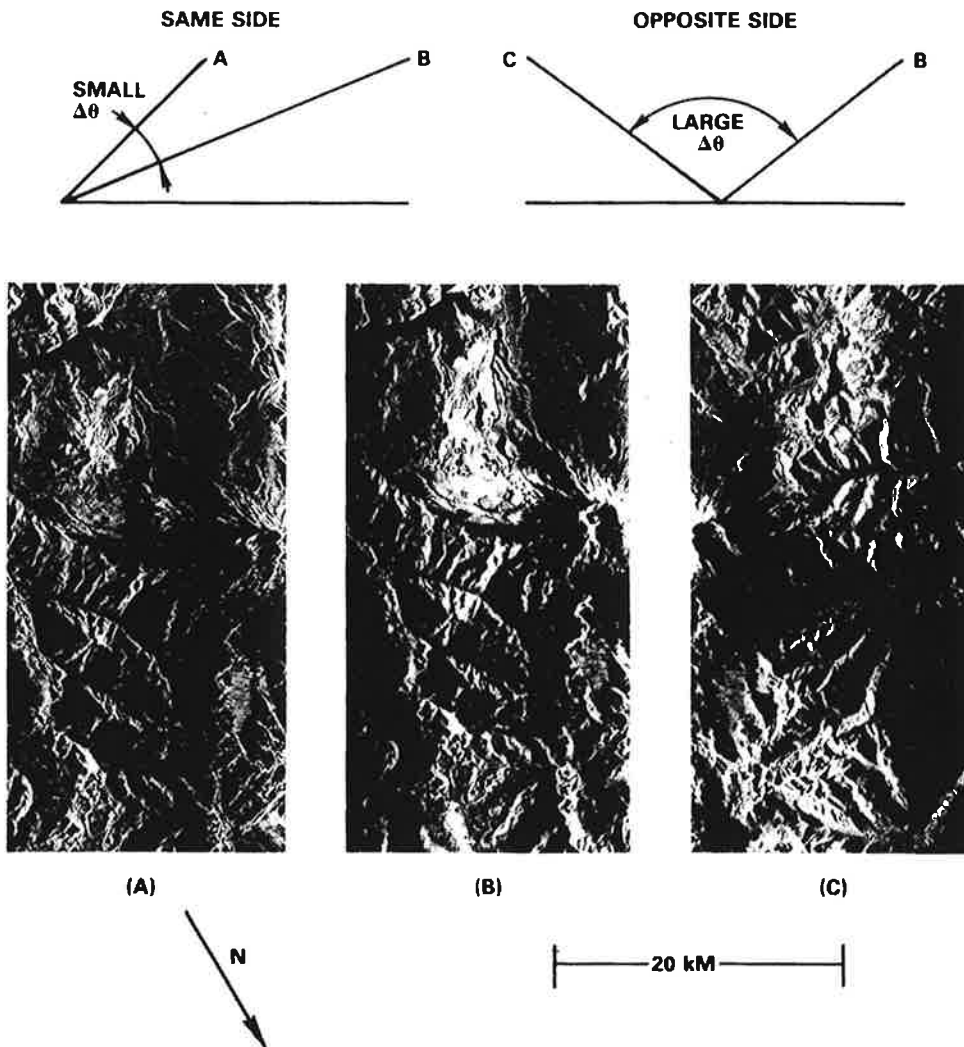 SAME SIDE
OPPOSITE SIDE
A
B
SMALL
Δθ
C
B
LARGE
Δθ
(A)
(B)
(C)
N
20 kM